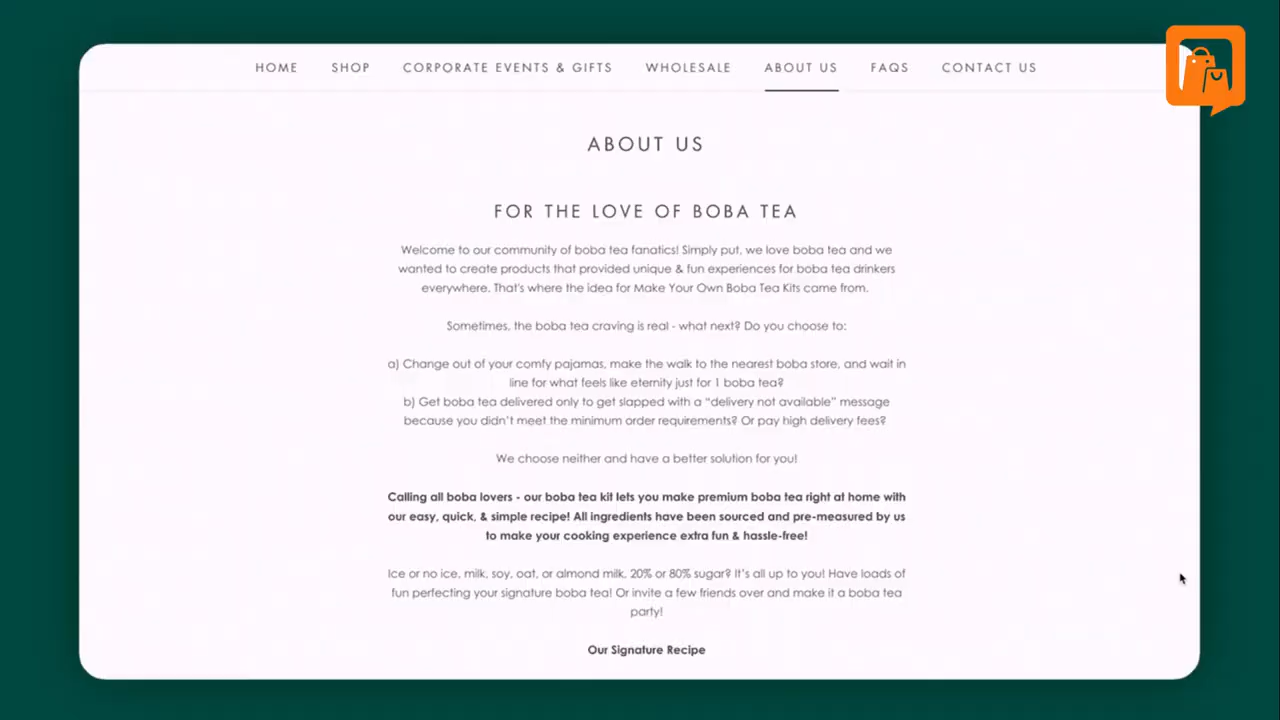 HOME SHOP CORPORATE EVENTS & GIFTS WHOLESALE ABOUT US FAQS CONTACT US
ABOUT US
FOR THE LOVE OF BOBA TEA
Welcome to our community of boba tea fanatics! Simply put, we love boba tea and we
wanted to create products that provided unique & fun experiences for boba tea drinkers
everywhere. That's where the idea for Make Your Own Boba Tea Kits came from.
Sometimes, the boba tea craving is real - what next? Do you choose to:
a) Change out of your comfy pajamas, make the walk to the nearest boba store, and wait in
line for what feels like eternity just for 1 boba tea?
b) Get boba tea delivered only to get slapped with a “delivery not available” message
because you didn’t meet the minimum order requirements? Or pay high delivery fees?
We choose neither and have a better solution for you!
Calling all boba lovers - our boba tea kit lets you make premium boba tea right at home with
our easy, quick, & simple recipe! All ingredients have been sourced and pre-measured by us
to make your cooking experience extra fun & hassle-free!
Ice or no ice, milk, soy, oat, or almond milk, 20% or 80% sugar? It’s all up to you! Have loads of
fun perfecting your signature boba tea! Or invite a few friends over and make it a boba tea
party!
Our Signature Recipe